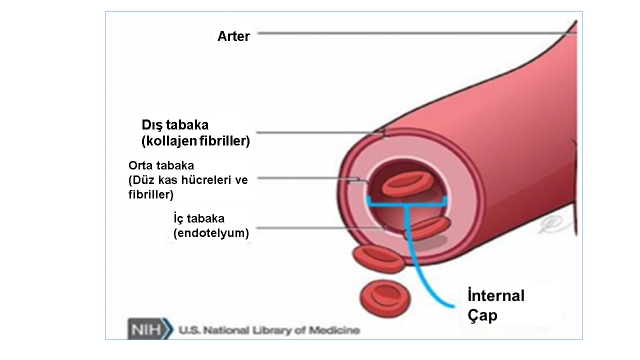 Arter
Dış tabaka
(kollajen fibriller)
Orta tabaka
(Düz kas hücreleri ve
fibriller)
İç tabaka
(endotelyum)
İnternal
Çap
NIH U.S. National Library of Medicine